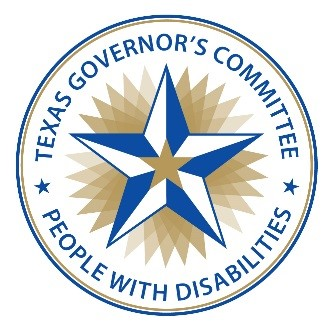 TEXAS GOVERNOR'S COMMITTEE
PEOPLE WITH DISABILITIES